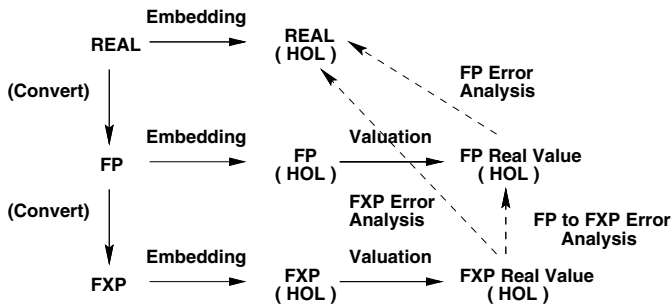 Embedding
REAL
REAL
( HOL )
(Convert)
FP Error
Analysis
Embedding
Valuation
FP
FP
( HOL )
FP Real Value
( HOL )
(Convert)
FXP Error
Analysis
FP to FXP Error
Analysis
Embedding
Valuation
FXP
FXP
( HOL )
FXP Real Value
( HOL )